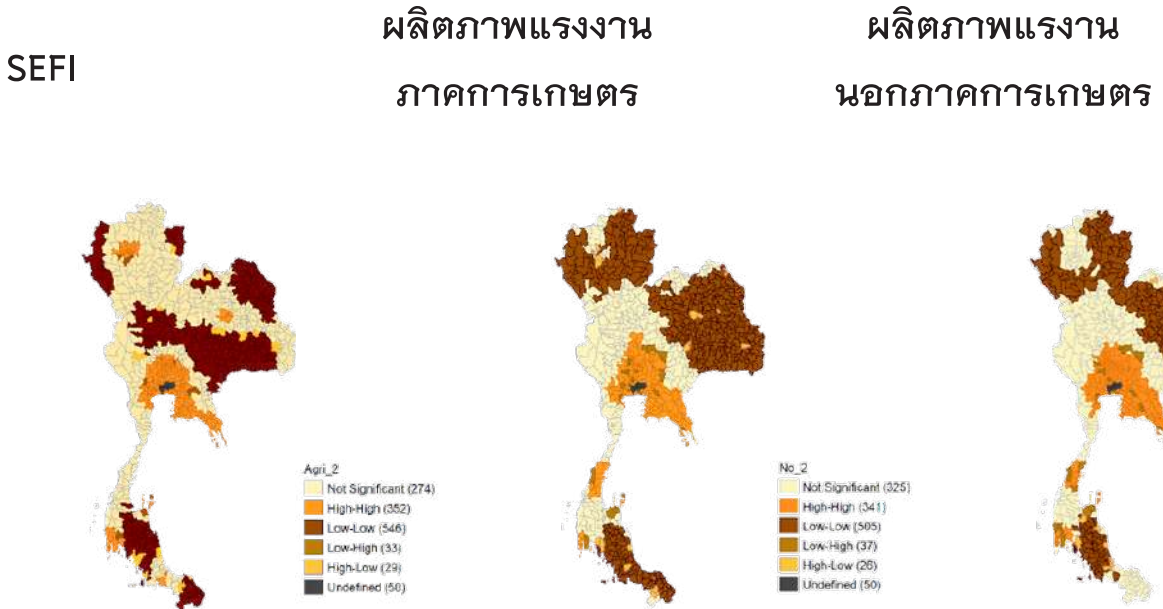 SEFI
ผลิตภาพแรงงาน
ภาคการเกษตร
ผลิตภาพแรงาน
นอกภาคการเกษตร
Agri_2
Not Significant (274)
High-High (352)
Low-Low (546)
Low-High (33)
High-Low (29)
Undefined (50)
No_2
Not Significant (325)
High-High (341)
Low-Low (505)
Low-High (37)
High-Low (26)
Undefined (50)